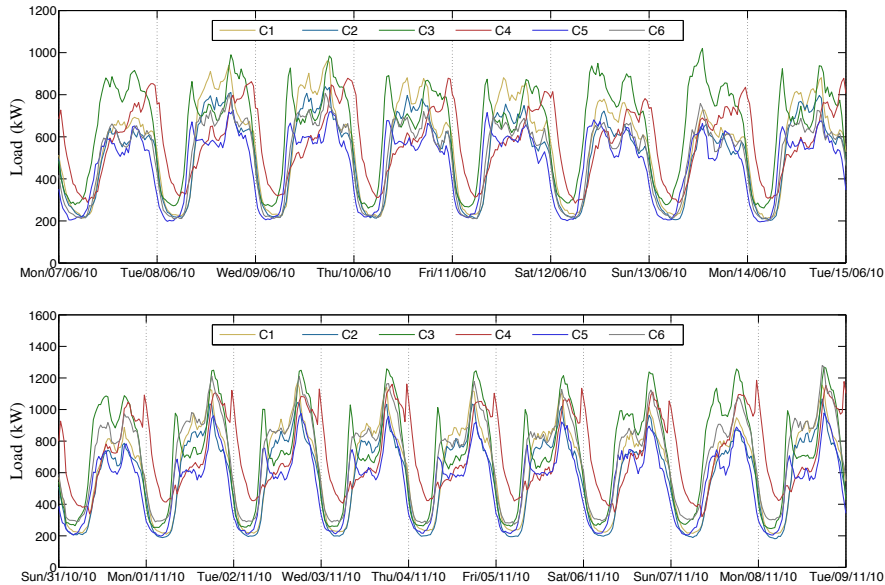 1200
1000
800
600
400
200
0
Load (kW)
C1 C2 C3 C4 C5 C6
Mon/07/06/10 Tue/08/06/10 Wed/09/06/10 Thu/10/06/10 Fri/11/06/10 Sat/12/06/10 Sun/13/06/10 Mon/14/06/10 Tue/15/06/10
1600
1400
1200
1000
800
600
400
200
0
Load (kW)
C1 C2 C3 C4 C5 C6
Sun/31/10/10 Mon/01/11/10 Tue/02/11/10 Wed/03/11/10 Thu/04/11/10 Fri/05/11/10 Sat/06/11/10 Sun/07/11/10 Mon/08/11/10 Tue/09/11/10